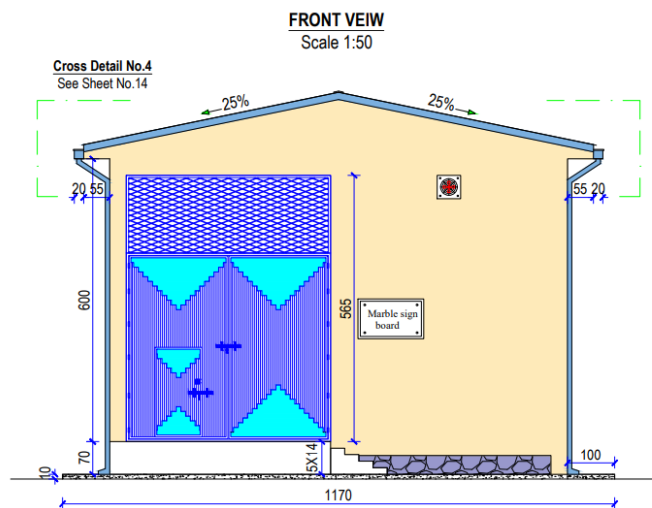 FRONT VEIW
Scale 1:50
Cross Detail No.4
See Sheet No.14
25%
25%
20 55
55 20
600
565
Marble sign
board
70
5X14
100
10
1170